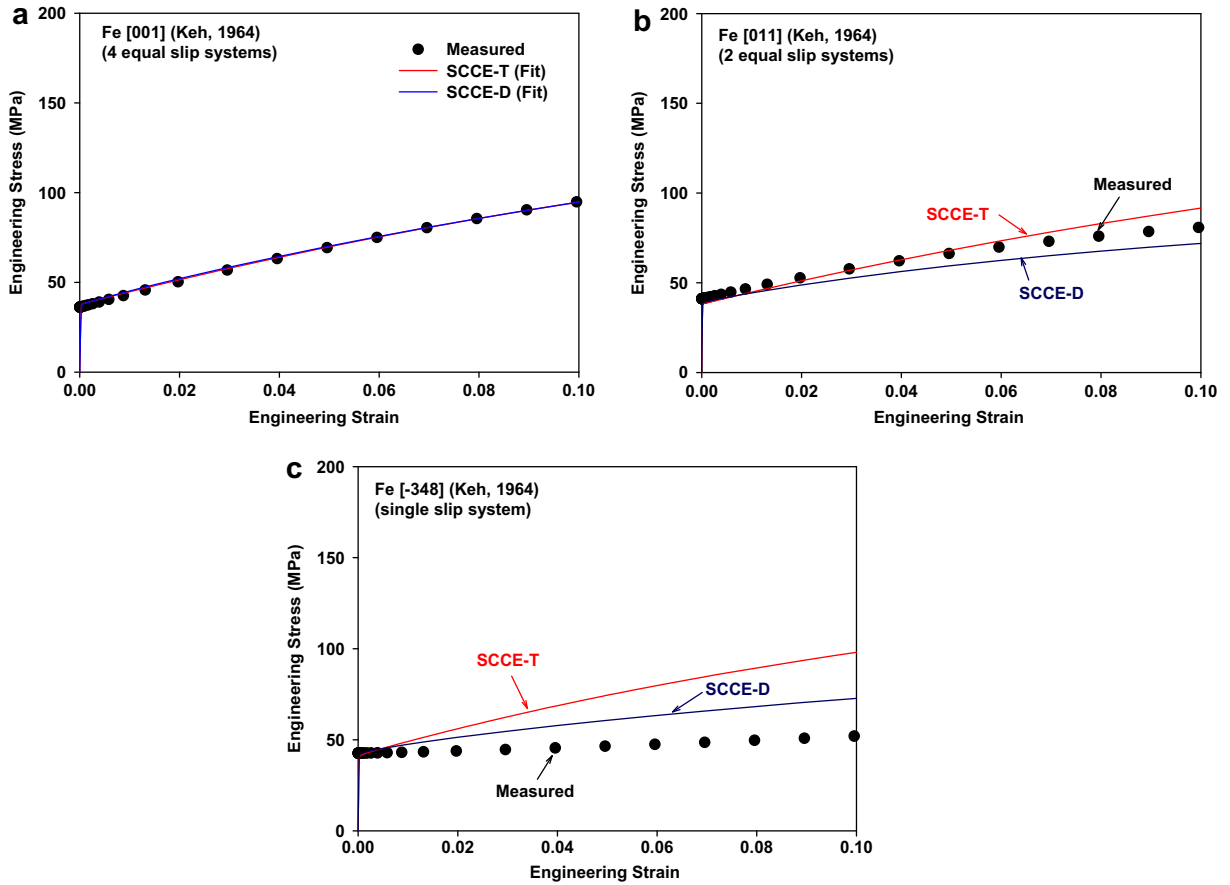 a
Fe [001] (Keh, 1964)
(4 equal slip systems)
Measured
SCCE-T (Fit)
SCCE-D (Fit)
200
150
100
50
0
Engineering Stress (MPa)
0.00 0.02 0.04 0.06 0.08 0.10
Engineering Strain
b
Fe [011] (Keh, 1964)
(2 equal slip systems)
Measured
SCCE-T
SCCE-D
200
150
100
50
0
Engineering Stress (MPa)
0.00 0.02 0.04 0.06 0.08 0.10
Engineering Strain
c
Fe [-348] (Keh, 1964)
(single slip system)
SCCE-T
SCCE-D
Measured
200
150
100
50
0
Engineering Stress (MPa)
0.00 0.02 0.04 0.06 0.08 0.10
Engineering Strain